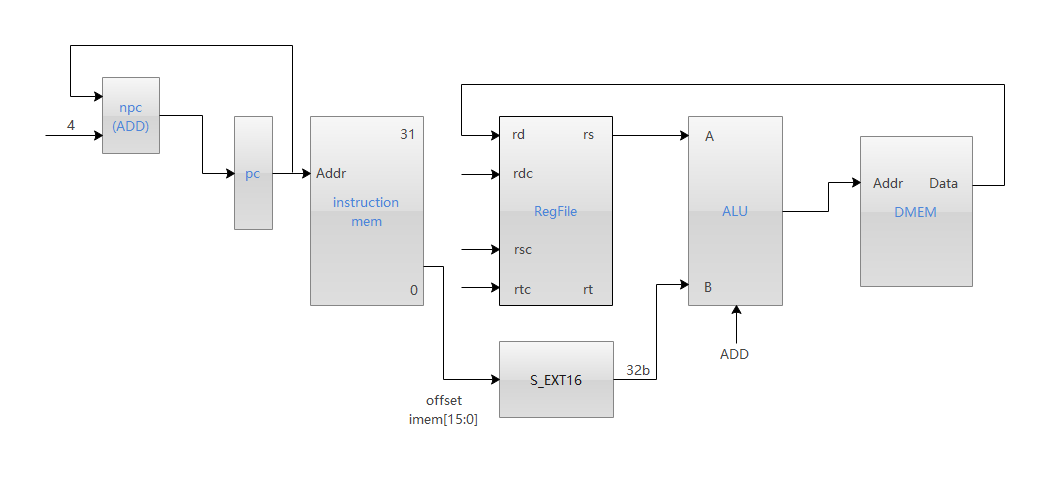 npc
(ADD)
4
pc
31
Addr
instruction
mem
0
rd
rs
rdc
RegFile
rsc
rtc
rt
A
ALU
B
ADD
Addr
Data
DMEM
S_EXT16
32b
offset
imem[15:0]